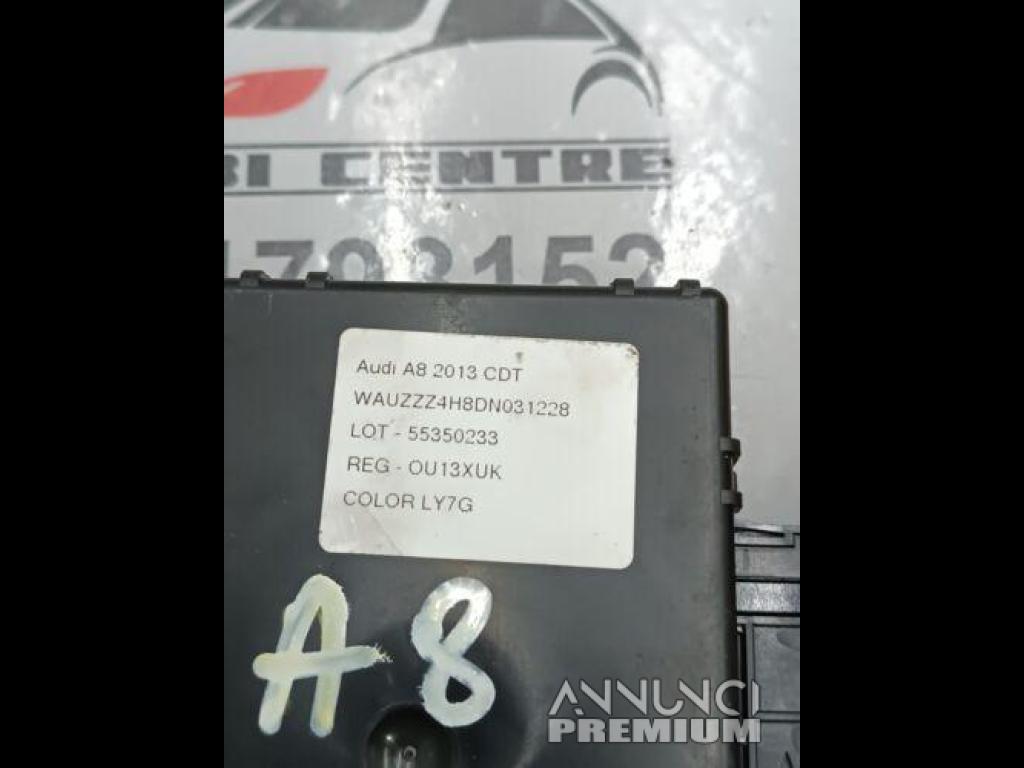 BI CENTRE
Audi A8 2013 CDT
WAUZZZ4H8DN031228
LOT - 55350233
REG - OU13XUK
COLOR LY7G
A8
ANNUNCI
PREMIUM